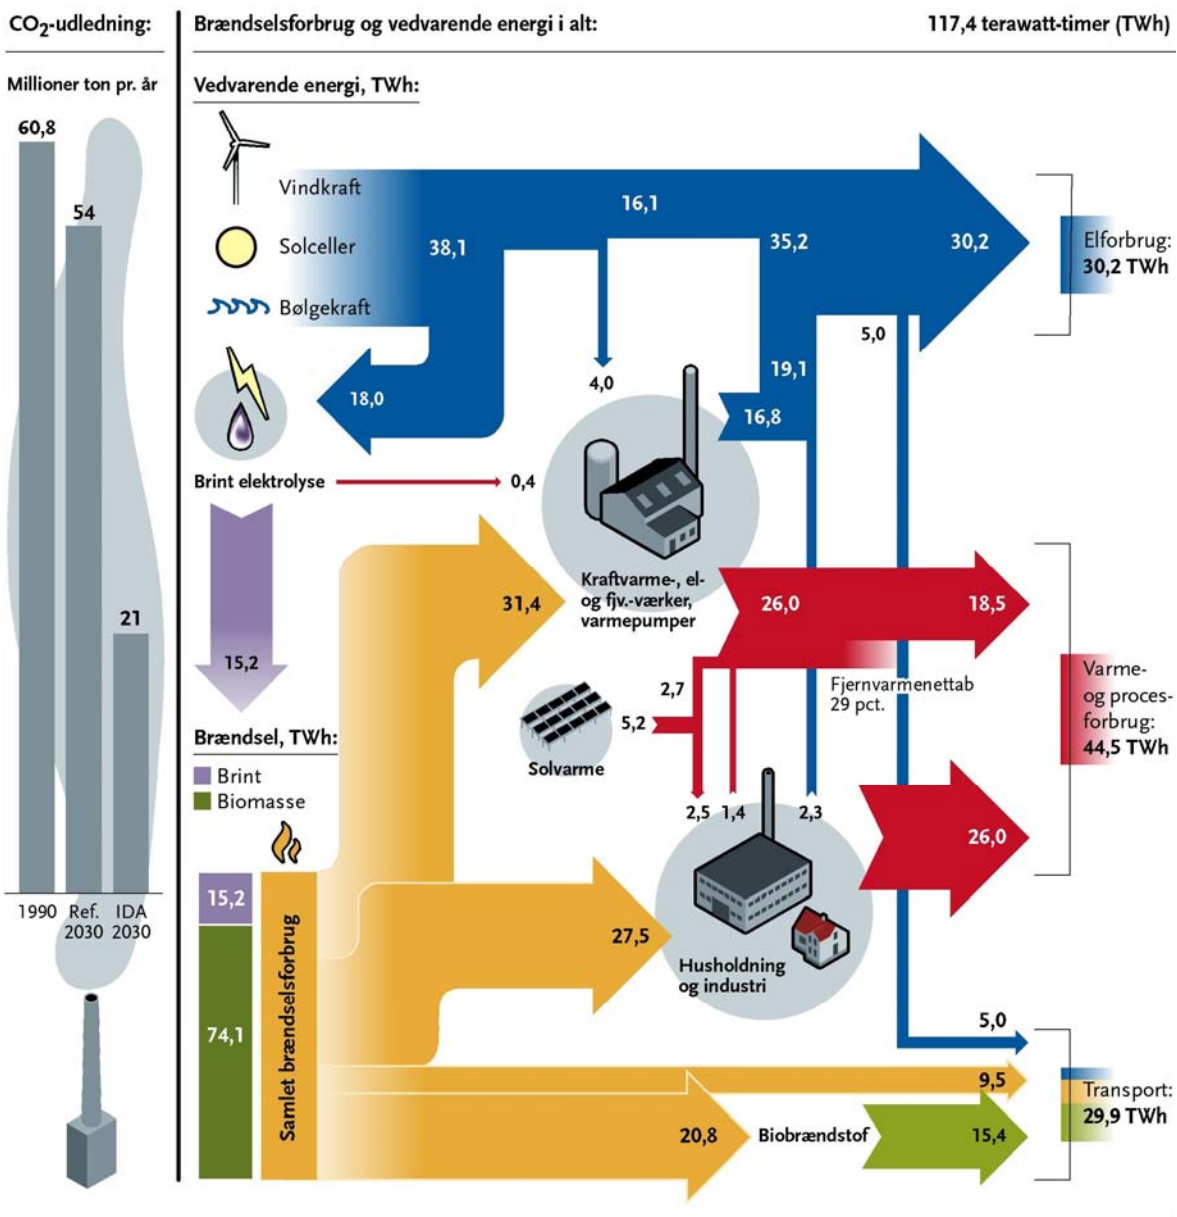 CO2-udledning:
Brændselsforbrug og vedvarende energi i alt:
117,4 terawatt-timer (TWh)
Millioner ton pr. år
60,8
54
21
1990
Ref.
2030
IDA
2030
Vedvarende energi, TWh:
Vindkraft
Solceller
Bølgekraft
38,1
16,1
35,2
30,2
Elforbrug:
30,2 TWh
5,0
4,0
19,1
18,0
16,8
Brint elektrolyse
0,4
15,2
Kraftvarme-, el-
og fjv.-værker,
varmepumper
31,4
26,0
18,5
Fjernvarmenettab
29 pct.
2,7
5,2
Solvarme
2,5
1,4
2,3
Varme-
og proces-
forbrug:
44,5 TWh
Brændsel, TWh:
Brint
Biomasse
15,2
74,1
Samlet brændselsforbrug
27,5
Husholdning
og industri
26,0
5,0
9,5
20,8
Biobrændstof
15,4
Transport:
29,9 TWh